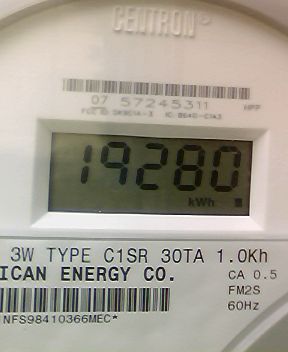 CENTRON
07 57245311
19280
kWh
3W TYPE C1SR 30TA 1.0Kh
ICAN ENERGY CO.
CA 0.5
FM2S
60Hz
NFS98410366MEC*